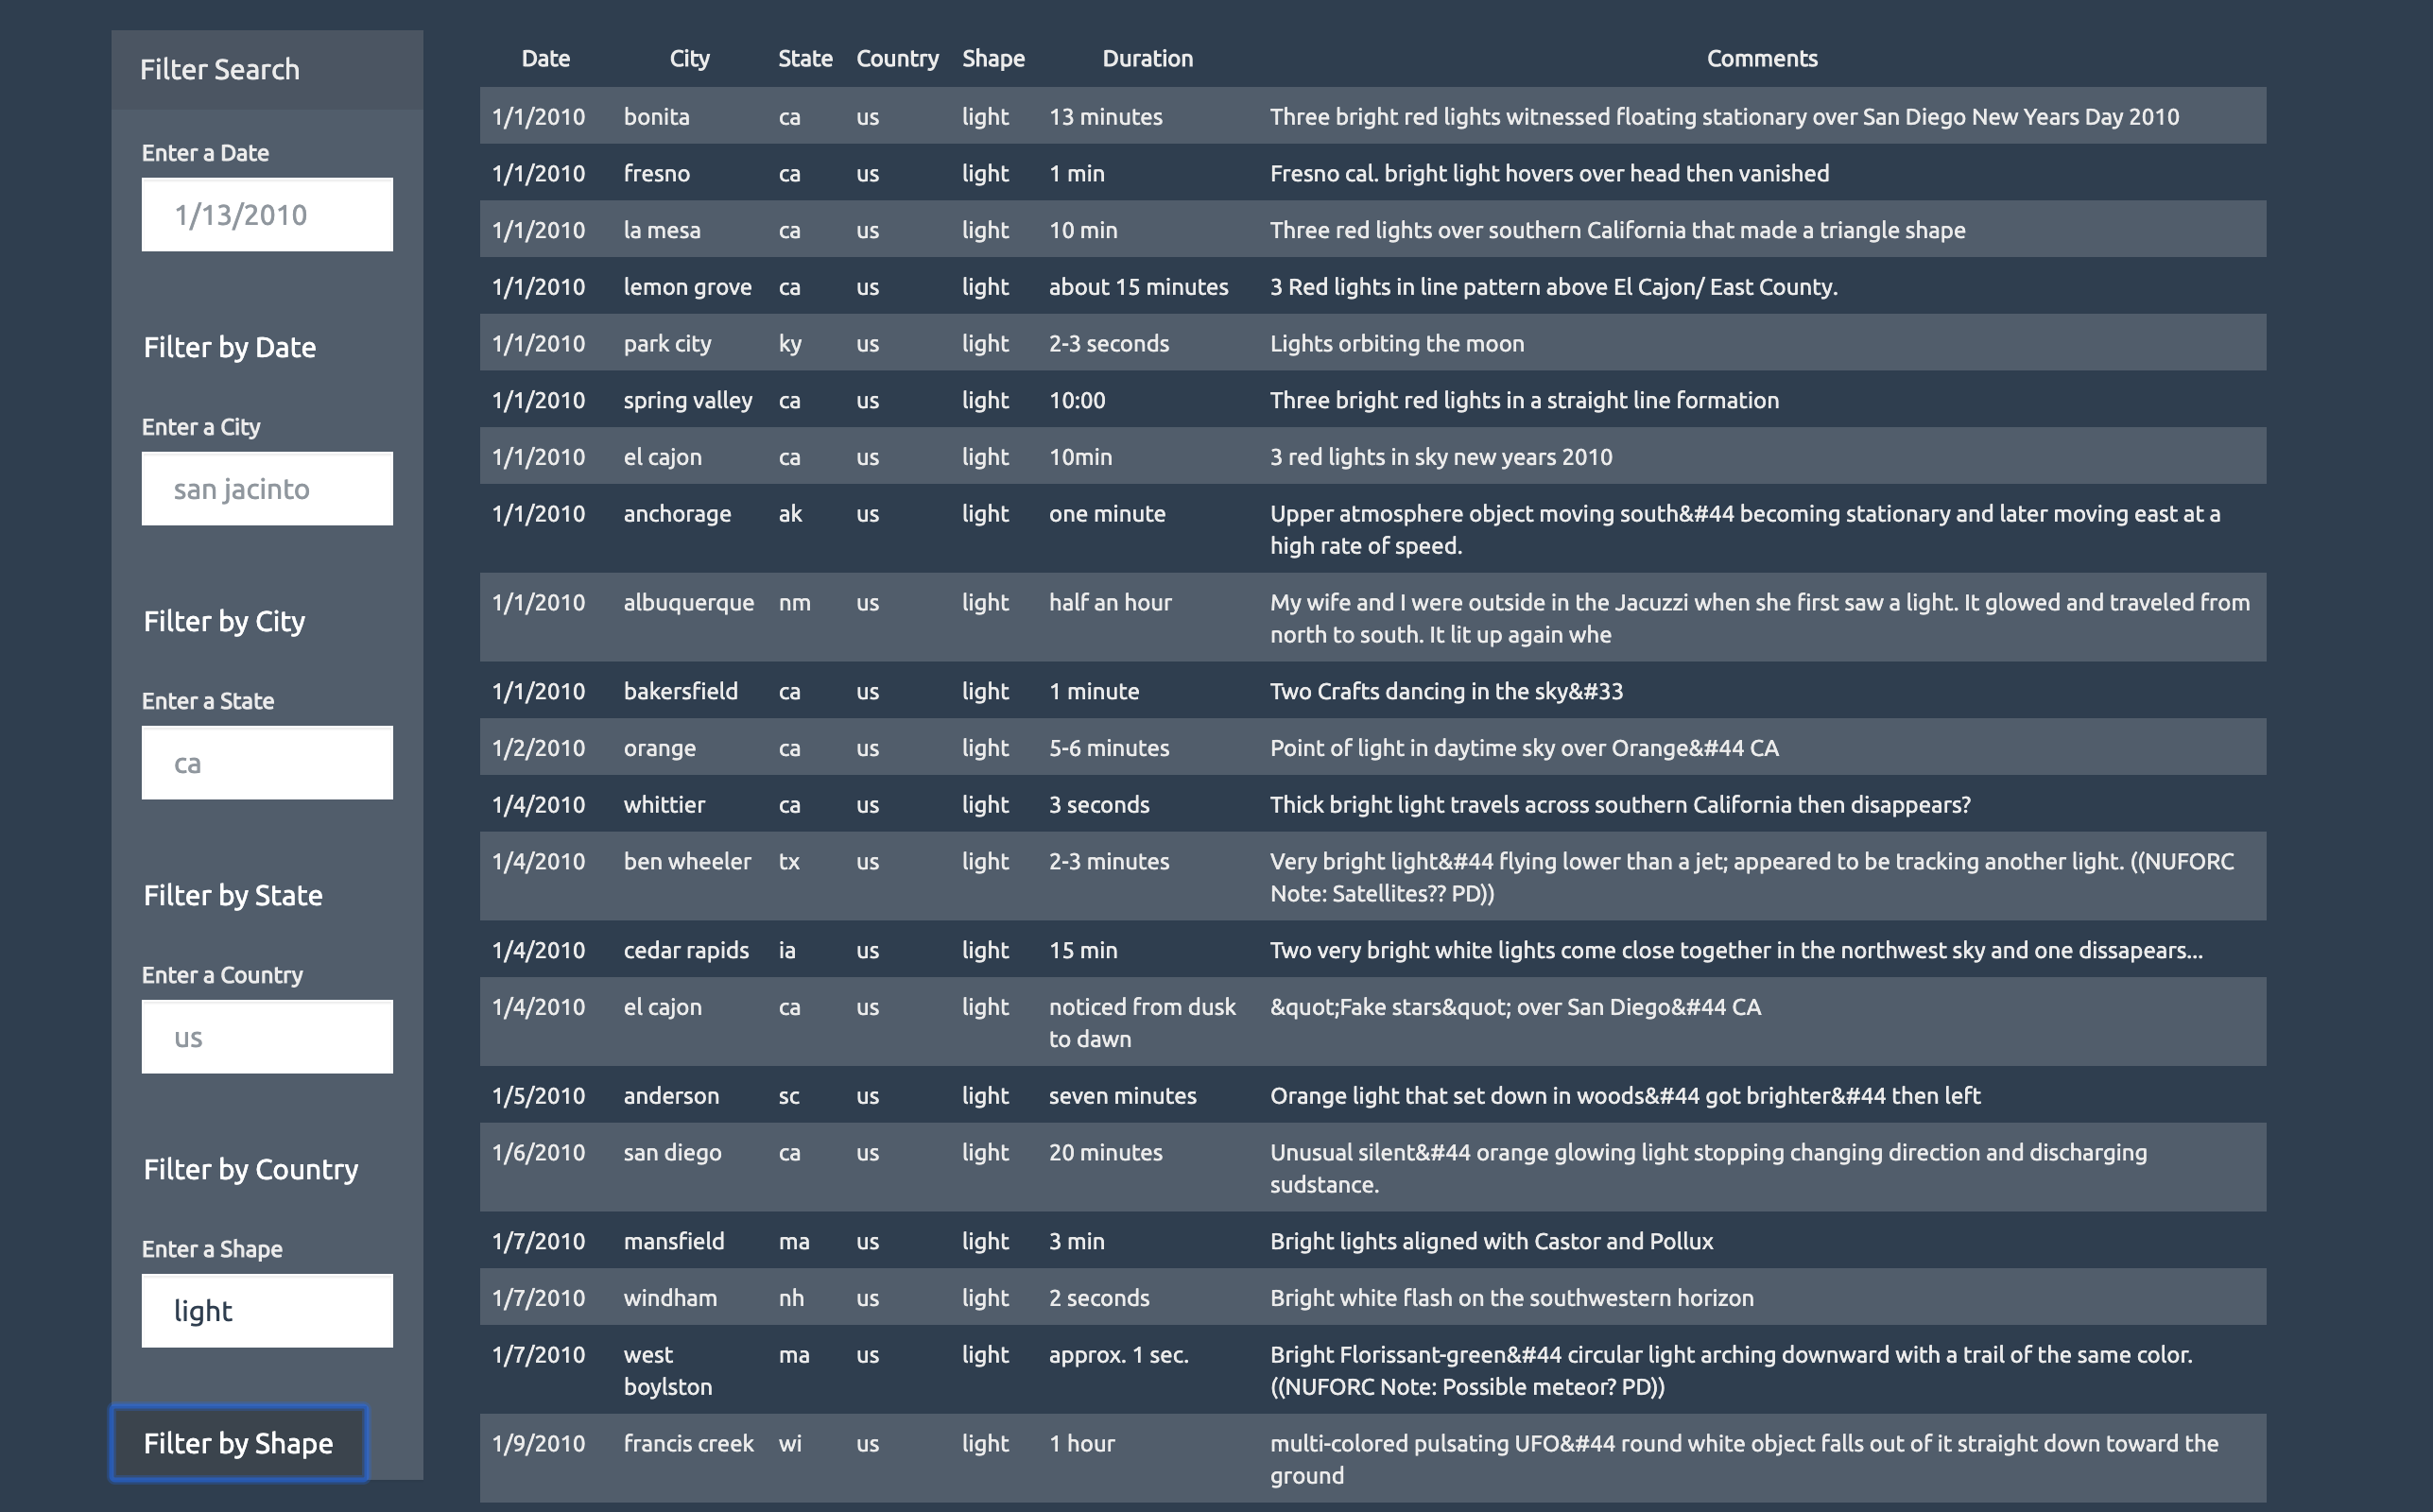 Filter Search
Enter a Date
1/13/2010
Filter by Date
Enter a City
san jacinto
Filter by City
Enter a State
ca
Filter by State
Enter a Country
us
Filter by Country
Enter a Shape
light
Filter by Shape
Date City State Country Shape Duration Comments
1/1/2010 bonita ca us light 13 minutes Three bright red lights witnessed floating stationary over San Diego New Years Day 2010
1/1/2010 fresno ca us light 1 min Fresno cal. bright light hovers over head then vanished
1/1/2010 la mesa ca us light 10 min Three red lights over southern California that made a triangle shape
1/1/2010 lemon grove ca us light about 15 minutes 3 Red lights in line pattern above El Cajon/ East County.
1/1/2010 park city ky us light 2-3 seconds Lights orbiting the moon
1/1/2010 spring valley ca us light 10:00 Three bright red lights in a straight line formation
1/1/2010 el cajon ca us light 10min 3 red lights in sky new years 2010
1/1/2010 anchorage ak us light one minute Upper atmosphere object moving south&#44 becoming stationary and later moving east at a
high rate of speed.
1/1/2010 albuquerque nm us light half an hour My wife and I were outside in the Jacuzzi when she first saw a light. It glowed and traveled from
north to south. It lit up again whe
1/1/2010 bakersfield ca us light 1 minute Two Crafts dancing in the sky&#33
1/2/2010 orange ca us light 5-6 minutes Point of light in daytime sky over Orange&#44 CA
1/4/2010 whittier ca us light 3 seconds Thick bright light travels across southern California then disappears?
1/4/2010 ben wheeler tx us light 2-3 minutes Very bright light&#44 flying lower than a jet; appeared to be tracking another light. ((NUFORC
Note: Satellites?? PD))
1/4/2010 cedar rapids ia us light 15 min Two very bright white lights come close together in the northwest sky and one dissapears...
1/4/2010 el cajon ca us light noticed from dusk &quot;Fake stars&quot; over San Diego&#44 CA
to dawn
1/5/2010 anderson sc us light seven minutes Orange light that set down in woods&#44 got brighter&#44 then left
1/6/2010 san diego ca us light 20 minutes Unusual silent&#44 orange glowing light stopping changing direction and discharging
sudstance.
1/7/2010 mansfield ma us light 3 min Bright lights aligned with Castor and Pollux
1/7/2010 windham nh us light 2 seconds Bright white flash on the southwestern horizon
1/7/2010 west ma us light approx. 1 sec. Bright Florissant-green&#44 circular light arching downward with a trail of the same color.
boylston ((NUFORC Note: Possible meteor? PD))
1/9/2010 francis creek wi us light 1 hour multi-colored pulsating UFO&#44 round white object falls out of it straight down toward the
ground